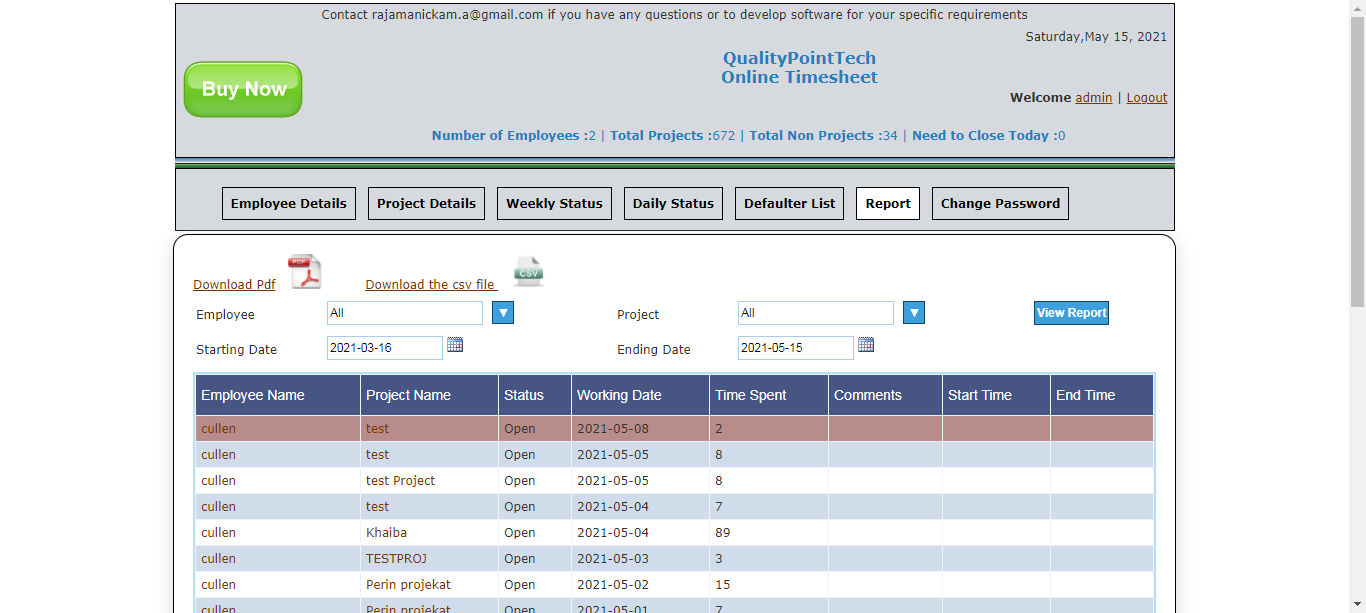 Contact rajamanickam.a@gmail.com if you have any questions or to develop software for your specific requirements
Saturday,May 15, 2021
QualityPointTech
Online Timesheet
Buy Now
Welcome admin | Logout
Number of Employees :2 | Total Projects :672 | Total Non Projects :34 | Need to Close Today :0
Employee Details Project Details Weekly Status Daily Status Defaulter List Report Change Password
Download Pdf PDF Download the csv file CSV
Employee All Project All View Report
Starting Date 2021-03-16 Ending Date 2021-05-15
Employee Name Project Name Status Working Date Time Spent Comments Start Time End Time
cullen test Open 2021-05-08 2
cullen test Open 2021-05-05 8
cullen test Project Open 2021-05-05 8
cullen test Open 2021-05-04 7
cullen Khaiba Open 2021-05-04 89
cullen TESTPROJ Open 2021-05-03 3
cullen Perin projekat Open 2021-05-02 15
cullen Perin projekat Open 2021-05-01 7